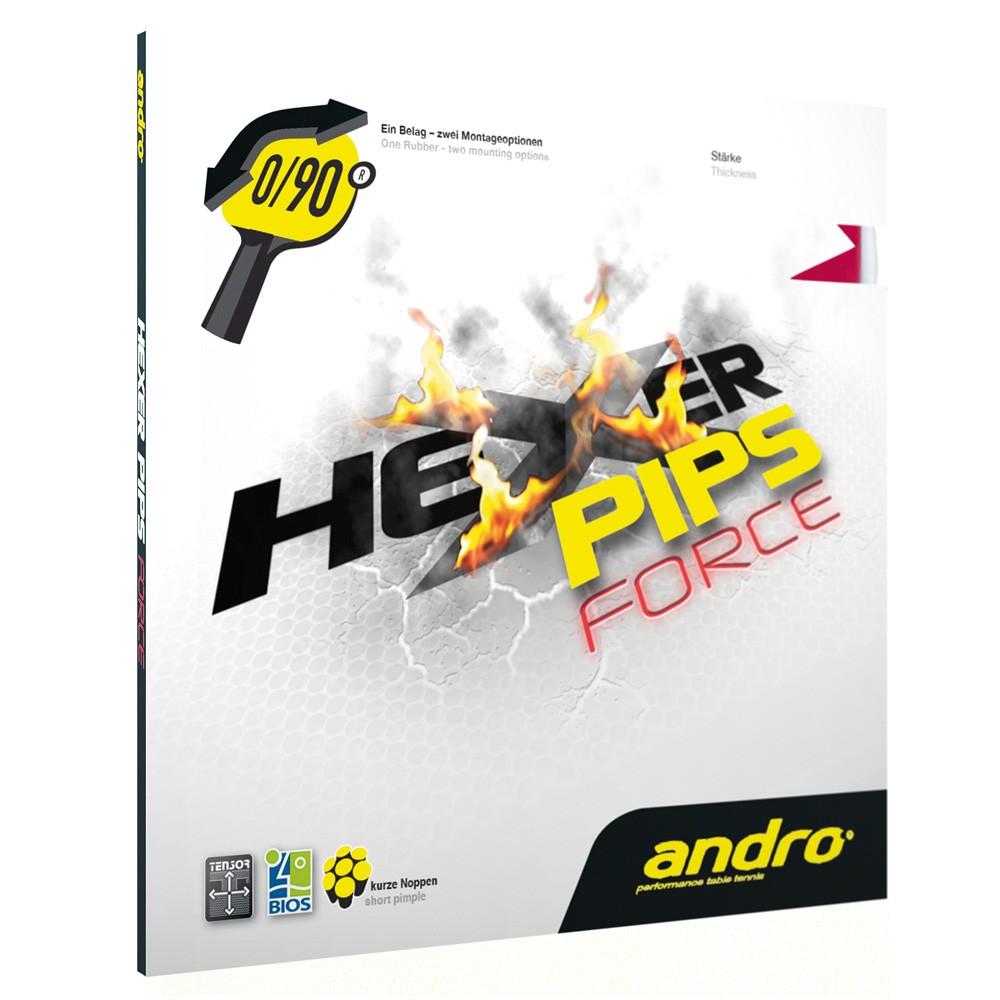 andro
HEXER PIPS FORCE
0/90
R
Ein Belag – zwei Montageoptionen
One Rubber - two mounting options
Stärke
Thickness
HEXER
PIPS
FORCE
TENSOR
BIOS
kurze Noppen
short pimple
andro
performance table tennis